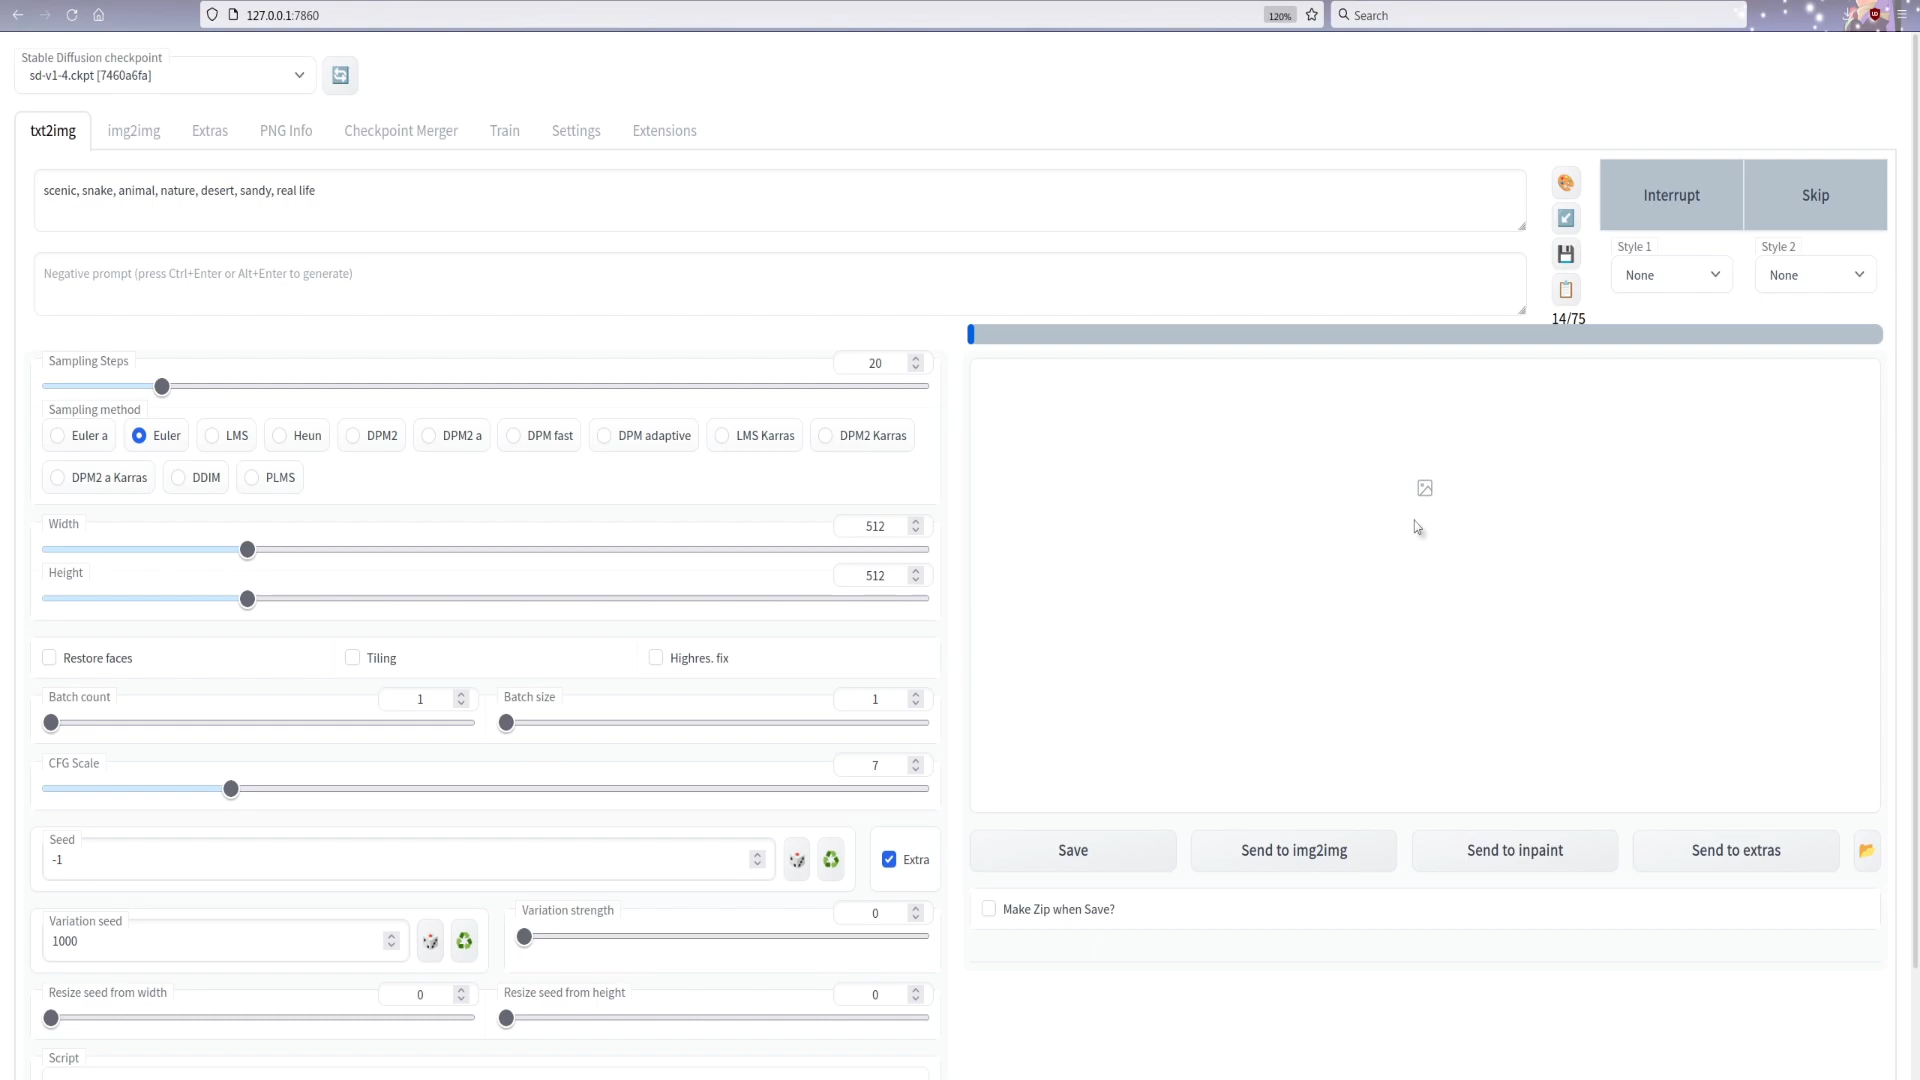 127.0.0.1:7860
120%
Search
Stable Diffusion checkpoint
sd-v1-4.ckpt [7460a6fa]
txt2img
img2img
Extras
PNG Info
Checkpoint Merger
Train
Settings
Extensions
scenic, snake, animal, nature, desert, sandy, real life
Interrupt
Skip
Style 1
Style 2
None
None
Negative prompt (press Ctrl+Enter or Alt+Enter to generate)
14/75
Sampling Steps
20
Sampling method
Euler a
Euler
LMS
Heun
DPM2
DPM2 a
DPM fast
DPM adaptive
LMS Karras
DPM2 Karras
DPM2 a Karras
DDIM
PLMS
Width
512
Height
512
Restore faces
Tiling
Highres. fix
Batch count
1
Batch size
1
CFG Scale
7
Seed
-1
Extra
Variation seed
1000
Variation strength
0
Resize seed from width
0
Resize seed from height
0
Script
Save
Send to img2img
Send to inpaint
Send to extras
Make Zip when Save?